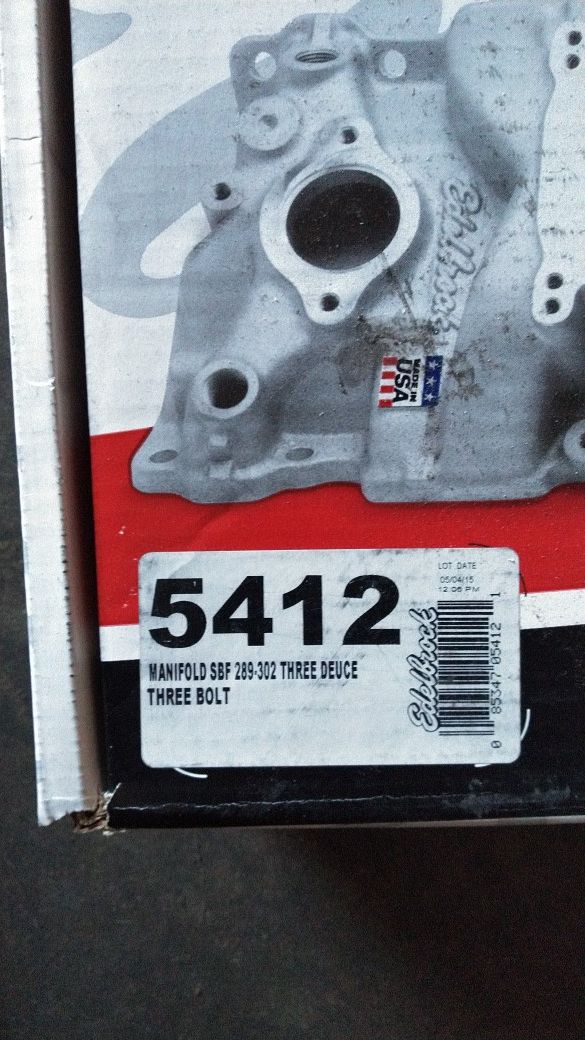 Edelbrock
MADE IN
USA
5412
MANIFOLD SBF 289-302 THREE DEUCE
THREE BOLT
LOT DATE
05/04/15
12:06 PM
Edelbrock
0 85347 05412 1